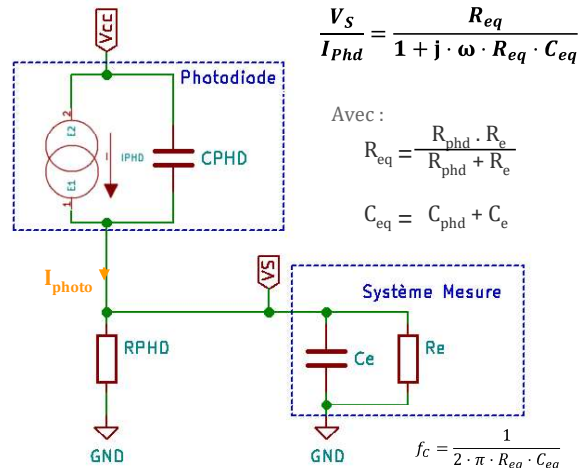 Vcc
V_S / I_Phd = R_eq / 1 + j · ω · R_eq · C_eq
Photodiode
2
E2
I
IPHD
CPHD
E1
1
Avec :
R_eq = R_phd . R_e / R_phd + R_e
C_eq = C_phd + C_e
I_photo
VS
Système Mesure
RPHD
Ce
Re
GND
GND
f_C = 1 / 2 · π · R_eq · C_eq